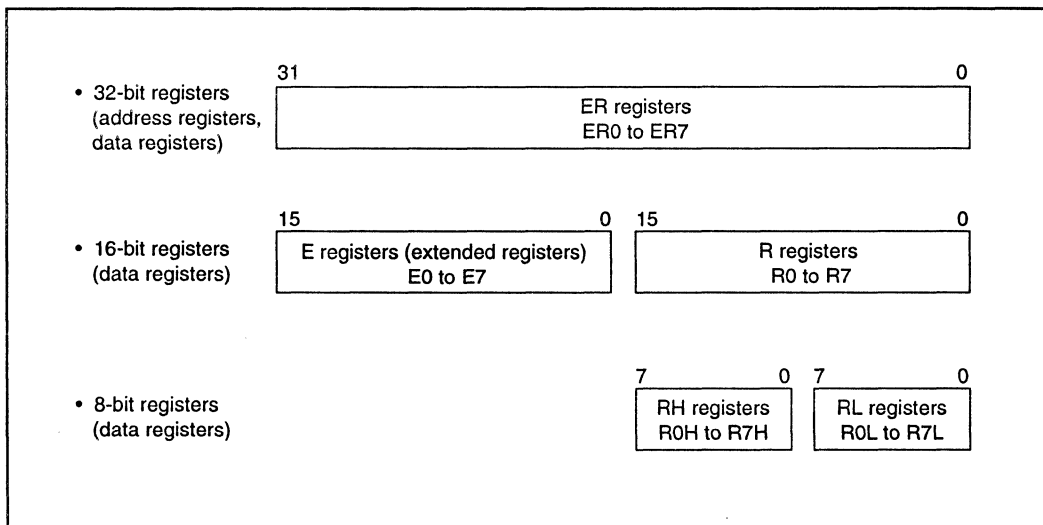 31 0
• 32-bit registers
(address registers,
data registers)
ER registers
ER0 to ER7
15 0 15 0
• 16-bit registers
(data registers)
E registers (extended registers)
E0 to E7
R registers
R0 to R7
7 0 7 0
• 8-bit registers
(data registers)
RH registers
R0H to R7H
RL registers
R0L to R7L